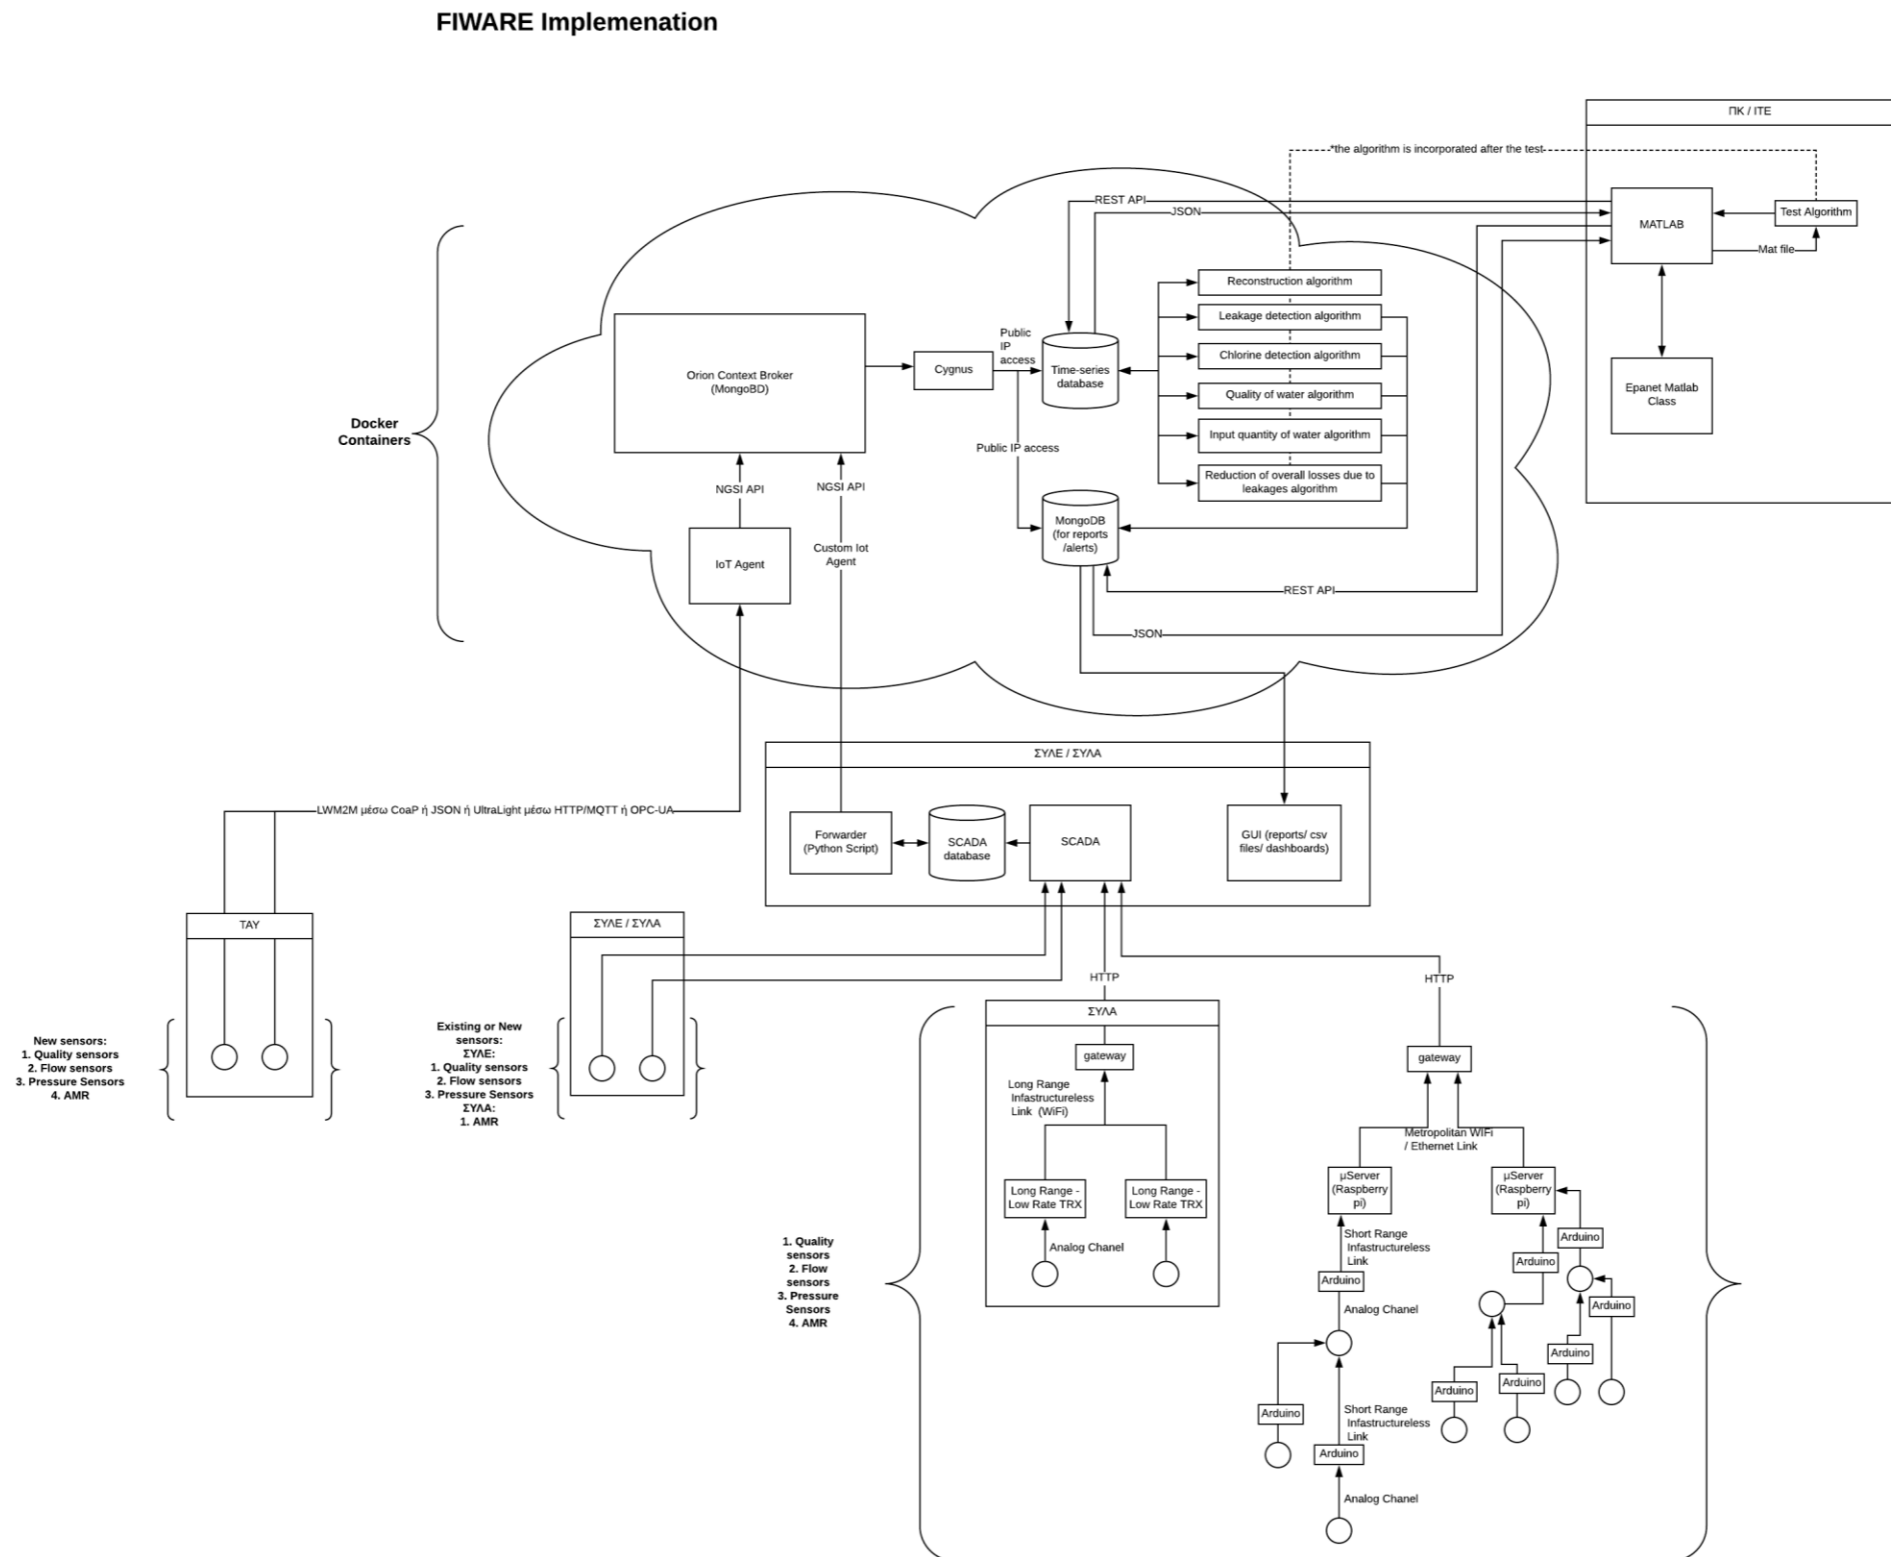 FIWARE Implemenation
ΠΚ / ΙΤΕ
*the algorithm is incorporated after the test
REST API
JSON
MATLAB
Test Algorithm
Mat file
Epanet Matlab
Class
Reconstruction algorithm
Leakage detection algorithm
Chlorine detection algorithm
Quality of water algorithm
Input quantity of water algorithm
Reduction of overall losses due to
leakages algorithm
Docker
Containers
Orion Context Broker
(MongoBD)
Cygnus
Public
IP
access
Time-series
database
Public IP access
NGSI API
NGSI API
MongoDB
(for reports
/alerts)
IoT Agent
Custom Iot
Agent
REST API
JSON
ΣΥΛΕ / ΣΥΛΑ
LWM2M μέσω CoaP ή JSON ή UltraLight μέσω HTTP/MQTT ή OPC-UA
Forwarder
(Python Script)
SCADA
database
SCADA
GUI (reports/ csv
files/ dashboards)
ΤΑΥ
ΣΥΛΕ / ΣΥΛΑ
New sensors:
1. Quality sensors
2. Flow sensors
3. Pressure Sensors
4. AMR
Existing or New
sensors:
ΣΥΛΕ:
1. Quality sensors
2. Flow sensors
3. Pressure Sensors
ΣΥΛΑ:
1. AMR
HTTP
HTTP
ΣΥΛΑ
gateway
gateway
Long Range
Infastructureless
Link (WiFi)
Metropolitan WIFi
/ Ethernet Link
Long Range -
Low Rate TRX
Long Range -
Low Rate TRX
μServer
(Raspberry
pi)
μServer
(Raspberry
pi)
Analog Chanel
1. Quality
sensors
2. Flow
sensors
3. Pressure
Sensors
4. AMR
Short Range
Infastructureless
Link
Arduino
Arduino
Arduino
Arduino
Analog Chanel
Arduino
Arduino
Arduino
Arduino
Short Range
Infastructureless
Link
Arduino
Analog Chanel